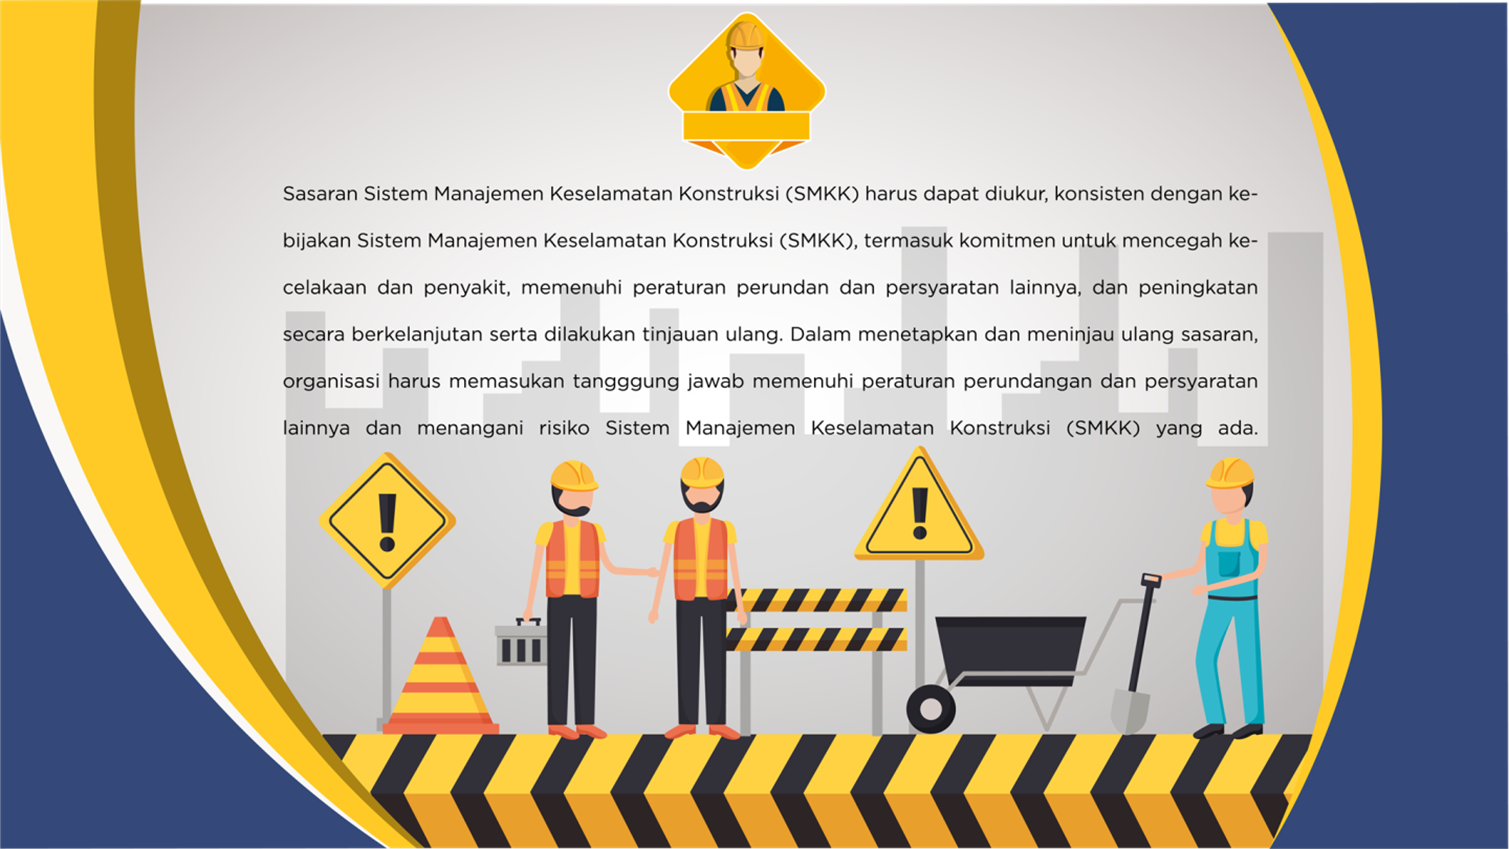 Sasaran Sistem Manajemen Keselamatan Konstruksi (SMKK) harus dapat diukur, konsisten dengan ke-
bijakan Sistem Manajemen Keselamatan Konstruksi (SMKK), termasuk komitmen untuk mencegah ke-
celakaan dan penyakit, memenuhi peraturan perundan dan persyaratan lainnya, dan peningkatan
secara berkelanjutan serta dilakukan tinjauan ulang. Dalam menetapkan dan meninjau ulang sasaran,
organisasi harus memasukan tangggung jawab memenuhi peraturan perundangan dan persyaratan
lainnya dan menangani risiko Sistem Manajemen Keselamatan Konstruksi (SMKK) yang ada.